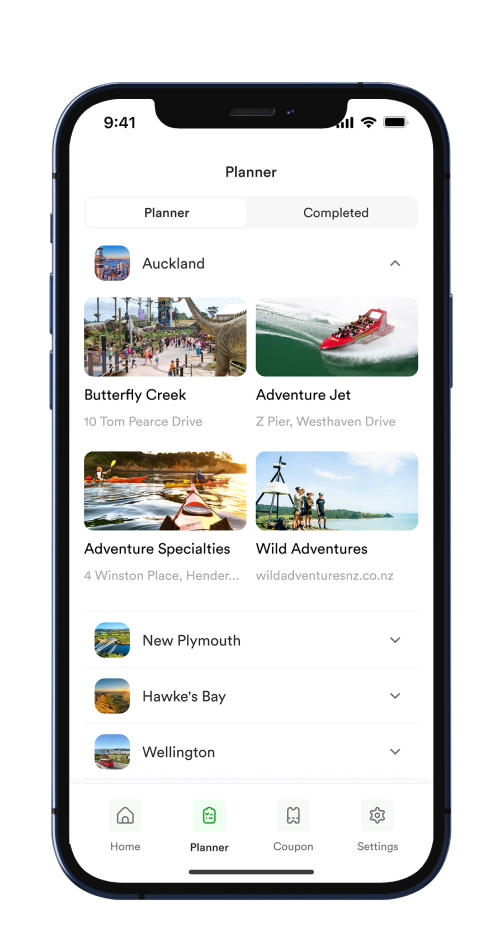 9:41
Planner
Planner
Completed
Auckland
Butterfly Creek
Adventure Jet
10 Tom Pearce Drive
Z Pier, Westhaven Drive
Adventure Specialties
Wild Adventures
4 Winston Place, Hender...
wildadventuresnz.co.nz
New Plymouth
Hawke's Bay
Wellington
Home
Planner
Coupon
Settings